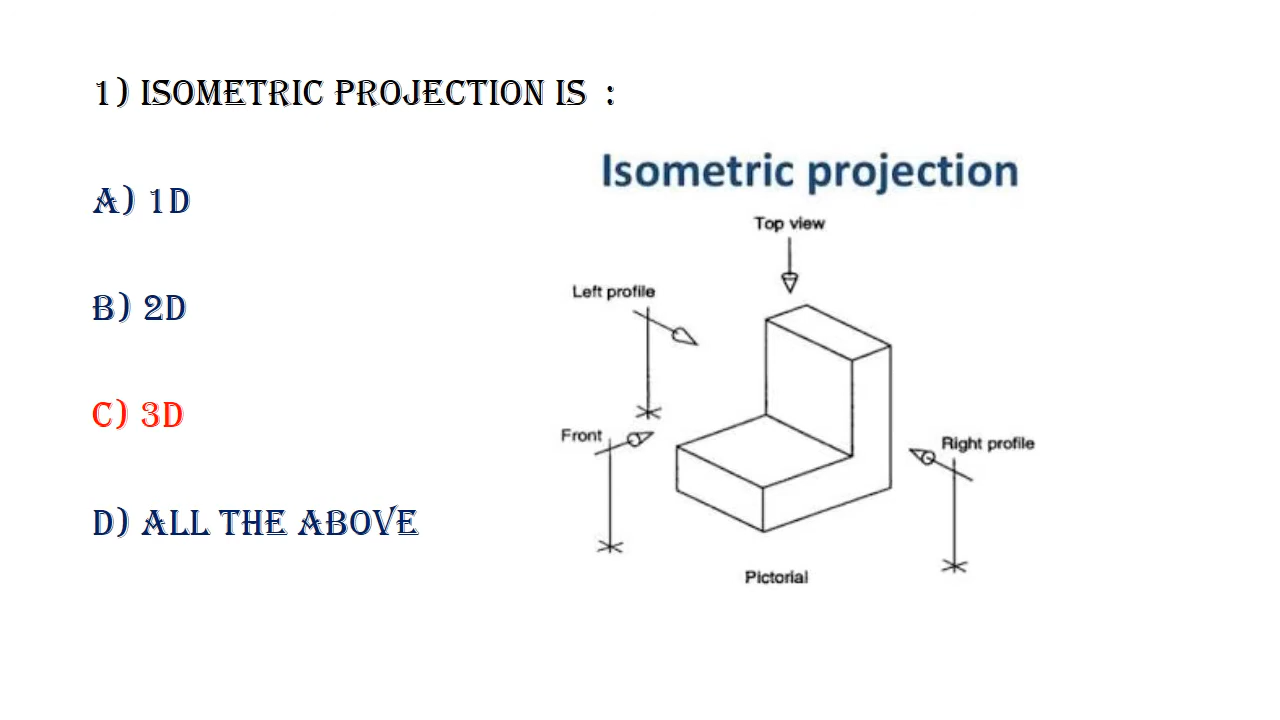 1) ISOMETRIC PROJECTION IS :
A) 1D
B) 2D
C) 3D
D) ALL THE ABOVE
Isometric projection
Top view
Left profile
Front
Right profile
Pictorial